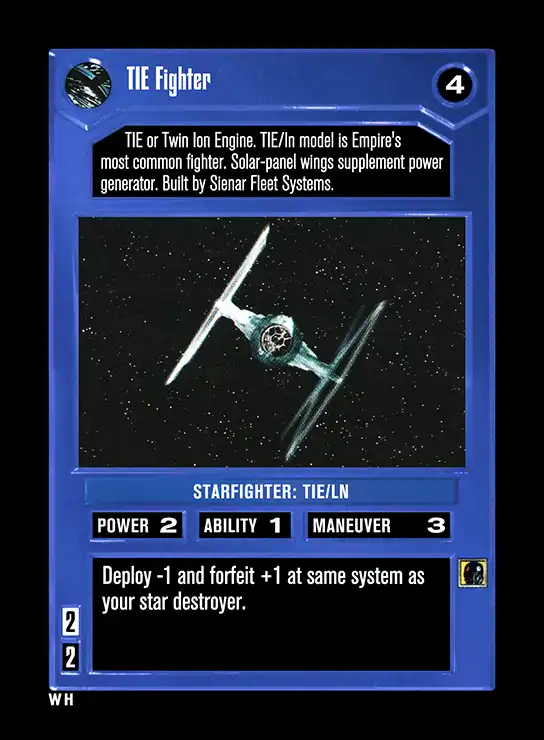 TIE Fighter
4
TIE or Twin Ion Engine. TIE/ln model is Empire's
most common fighter. Solar-panel wings supplement power
generator. Built by Sienar Fleet Systems.
STARFIGHTER: TIE/LN
POWER 2 ABILITY 1 MANEUVER 3
Deploy -1 and forfeit +1 at same system as
your star destroyer.
2
2
W H